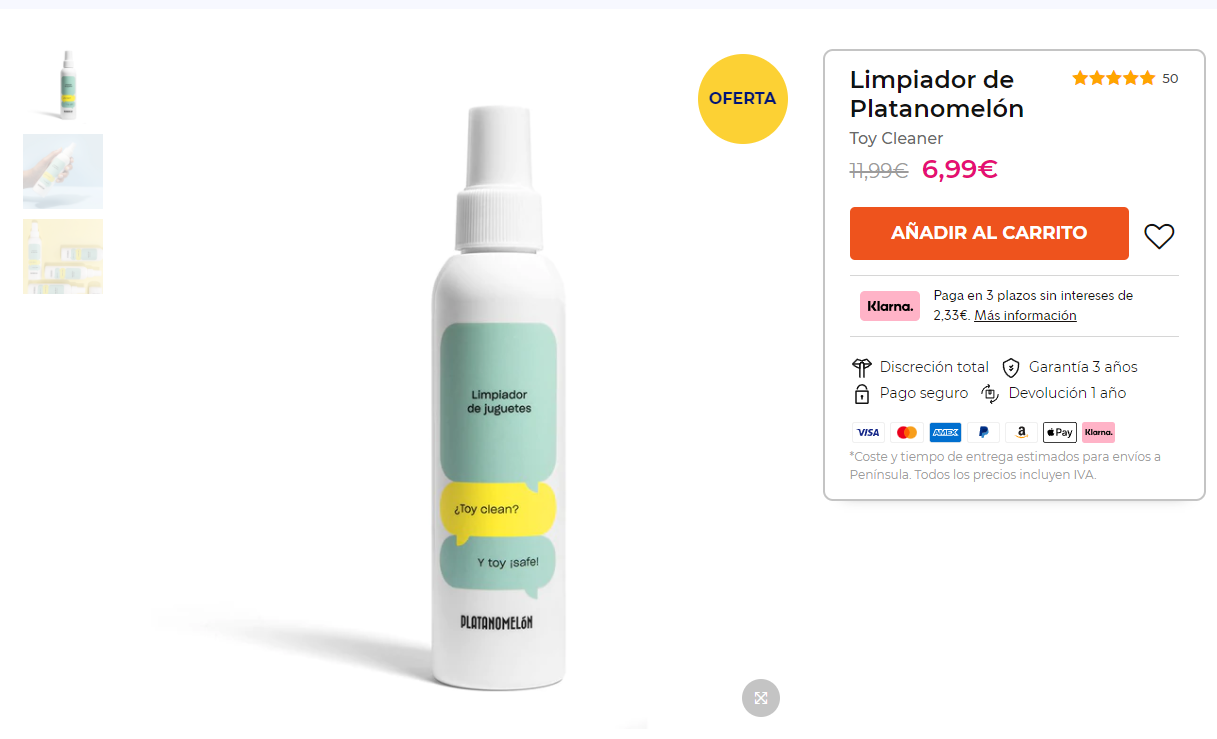 OFERTA
Limpiador
de juguetes
¿Toy clean?
Y toy ¡safe!
PLATANOMELóN
Limpiador de
Platanomelón
50
Toy Cleaner
11,99€ 6,99€
AÑADIR AL CARRITO
Klarna.
Paga en 3 plazos sin intereses de
2,33€. Más información
Discreción total Garantía 3 años
Pago seguro Devolución 1 año
VISA AMEX a Pay Klarna.
*Coste y tiempo de entrega estimados para envíos a
Península. Todos los precios incluyen IVA.